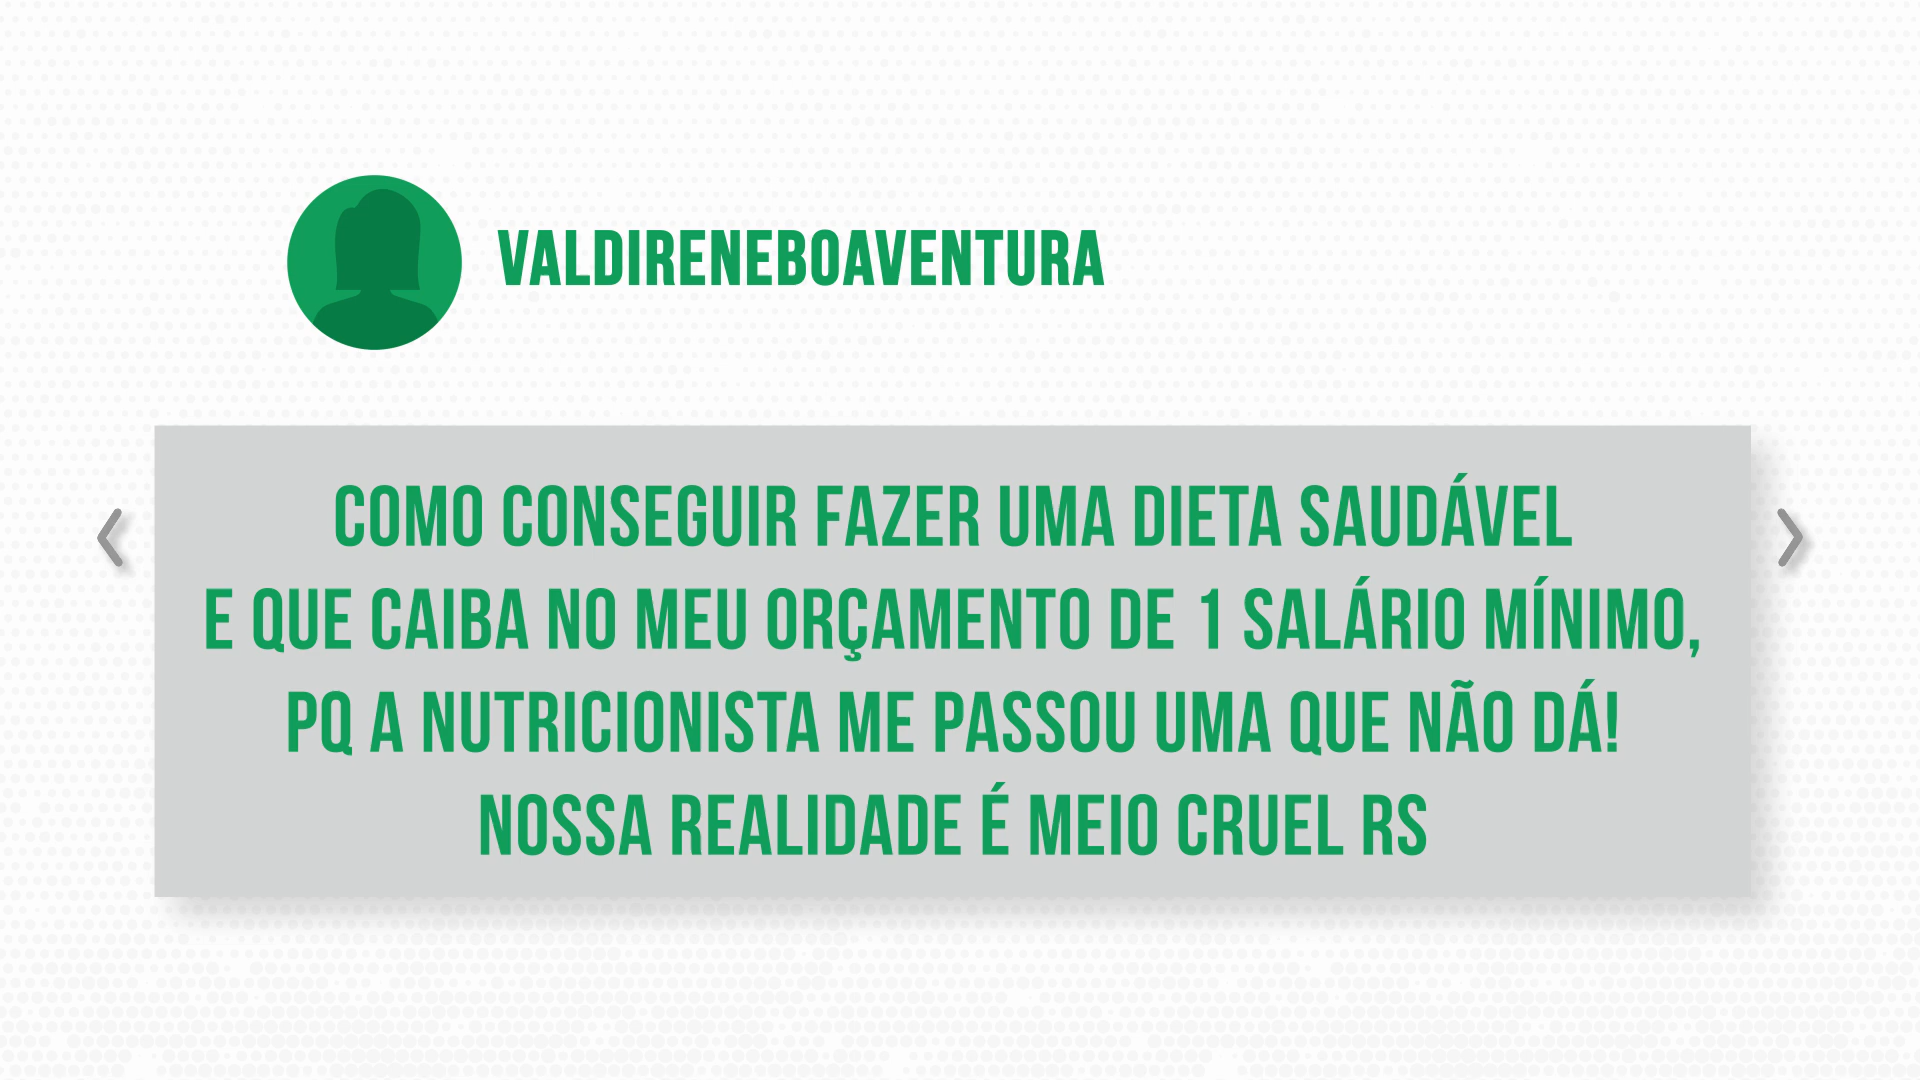 VALDIRENEBOAVENTURA
COMO CONSEGUIR FAZER UMA DIETA SAUDÁVEL
E QUE CAIBA NO MEU ORÇAMENTO DE 1 SALÁRIO MÍNIMO,
PQ A NUTRICIONISTA ME PASSOU UMA QUE NÃO DÁ!
NOSSA REALIDADE É MEIO CRUEL RS